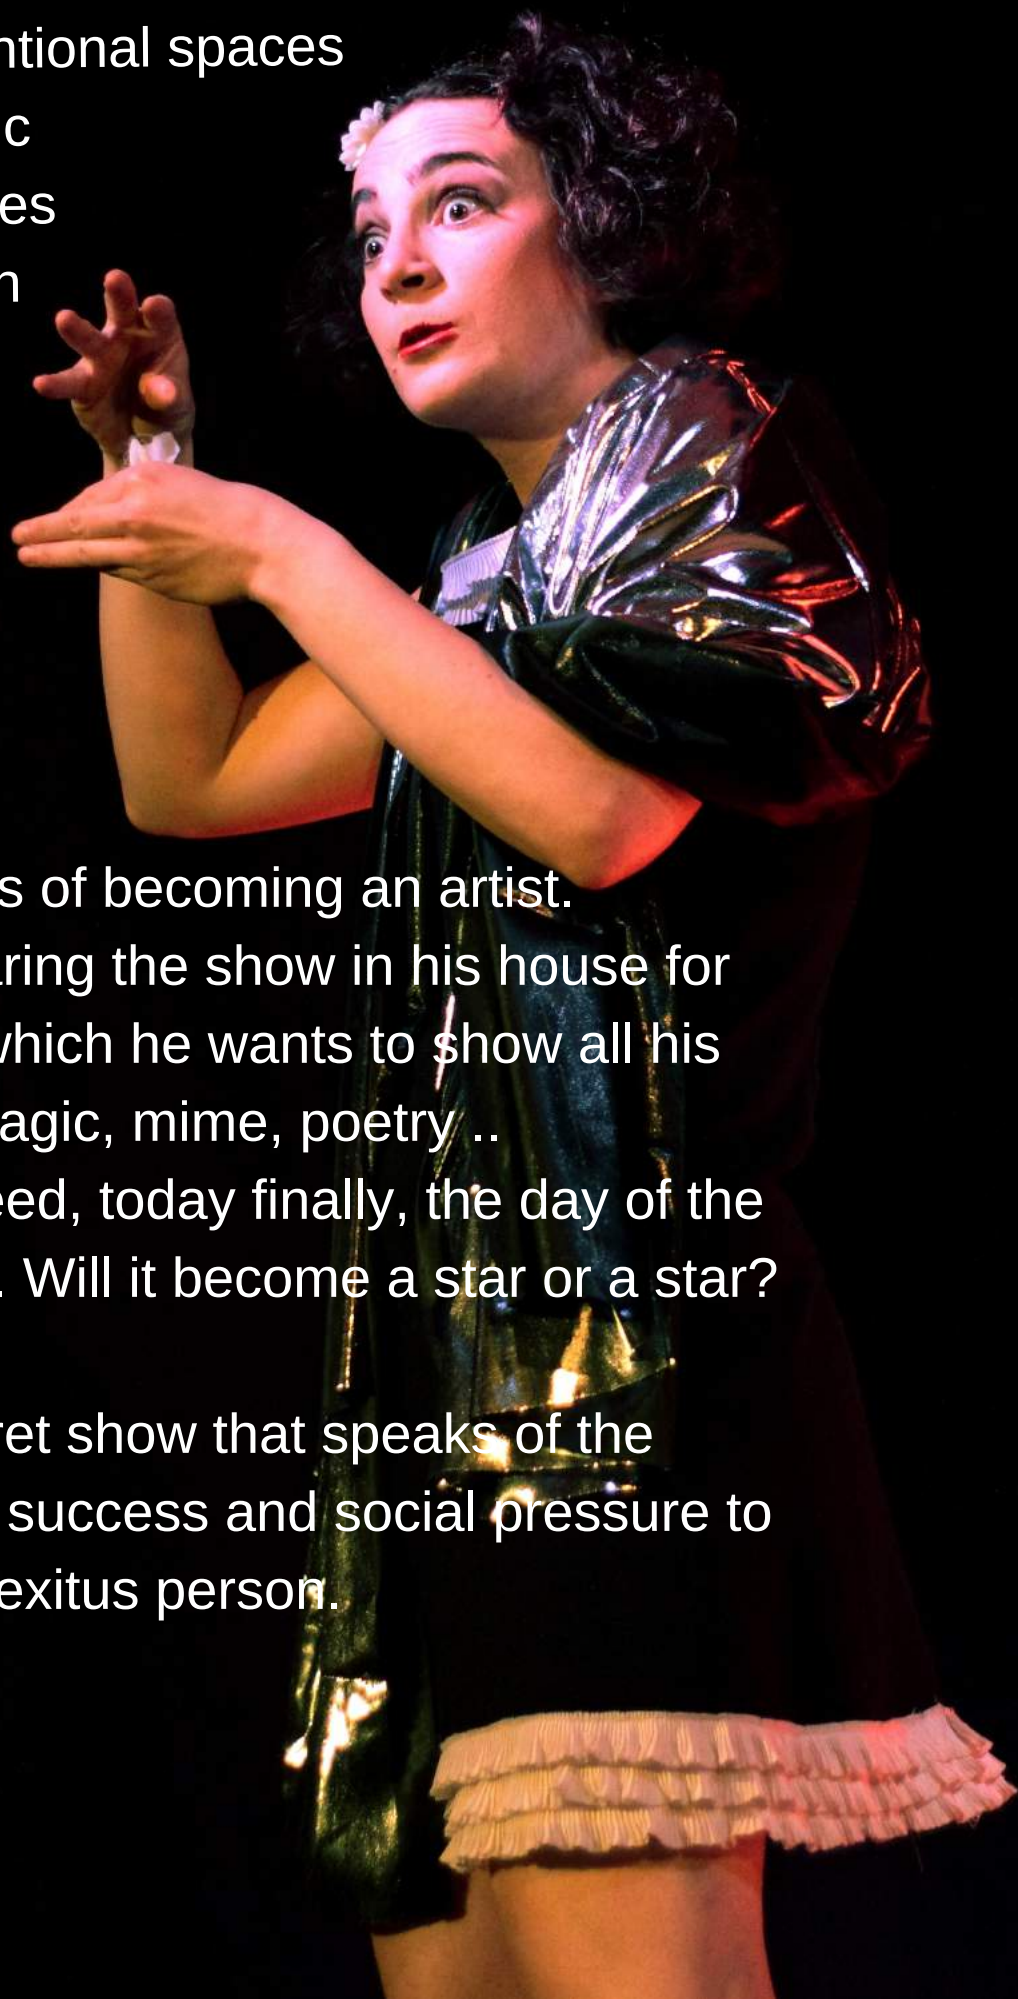 ntional spaces
c
es
n
s of becoming an artist.
aring the show in his house for
which he wants to show all his
agic, mime, poetry ..
eed, today finally, the day of the
. Will it become a star or a star?
ret show that speaks of the
success and social pressure to
exitus person.